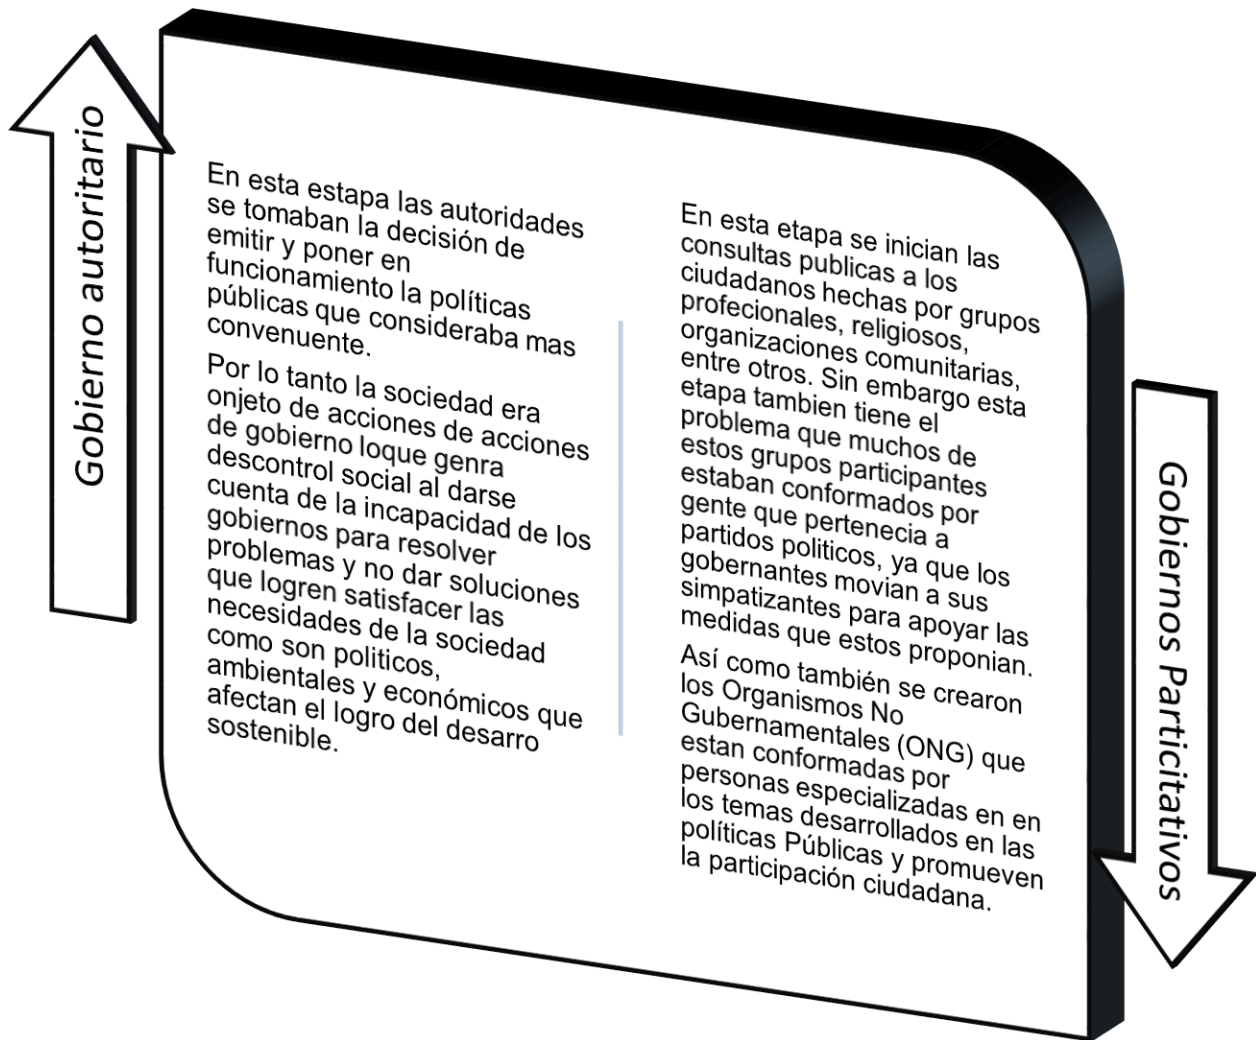 Gobierno autoritario
En esta estapa las autoridades
se tomaban la decisión de
emitir y poner en
funcionamiento la políticas
públicas que consideraba mas
convenuente.
Por lo tanto la sociedad era
onjeto de acciones de acciones
de gobierno loque genra
descontrol social al darse
cuenta de la incapacidad de los
gobiernos para resolver
problemas y no dar soluciones
que logren satisfacer las
necesidades de la sociedad
como son politicos,
ambientales y económicos que
afectan el logro del desarro
sostenible.
En esta etapa se inician las
consultas publicas a los
ciudadanos hechas por grupos
profecionales, religiosos,
organizaciones comunitarias,
entre otros. Sin embargo esta
etapa tambien tiene el
problema que muchos de
estos grupos participantes
estaban conformados por
gente que pertenecia a
partidos politicos, ya que los
gobernantes movian a sus
simpatizantes para apoyar las
medidas que estos proponian.
Así como también se crearon
los Organismos No
Gubernamentales (ONG) que
estan conformadas por
personas especializadas en en
los temas desarrollados en las
políticas Públicas y promueven
la participación ciudadana.
Gobiernos Particitativos